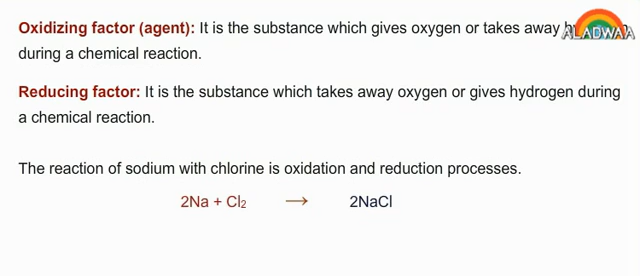 Oxidizing factor (agent): It is the substance which gives oxygen or takes away
ALADWAA
during a chemical reaction.
Reducing factor: It is the substance which takes away oxygen or gives hydrogen during
a chemical reaction.
The reaction of sodium with chlorine is oxidation and reduction processes.
2Na + Cl₂ → 2NaCl